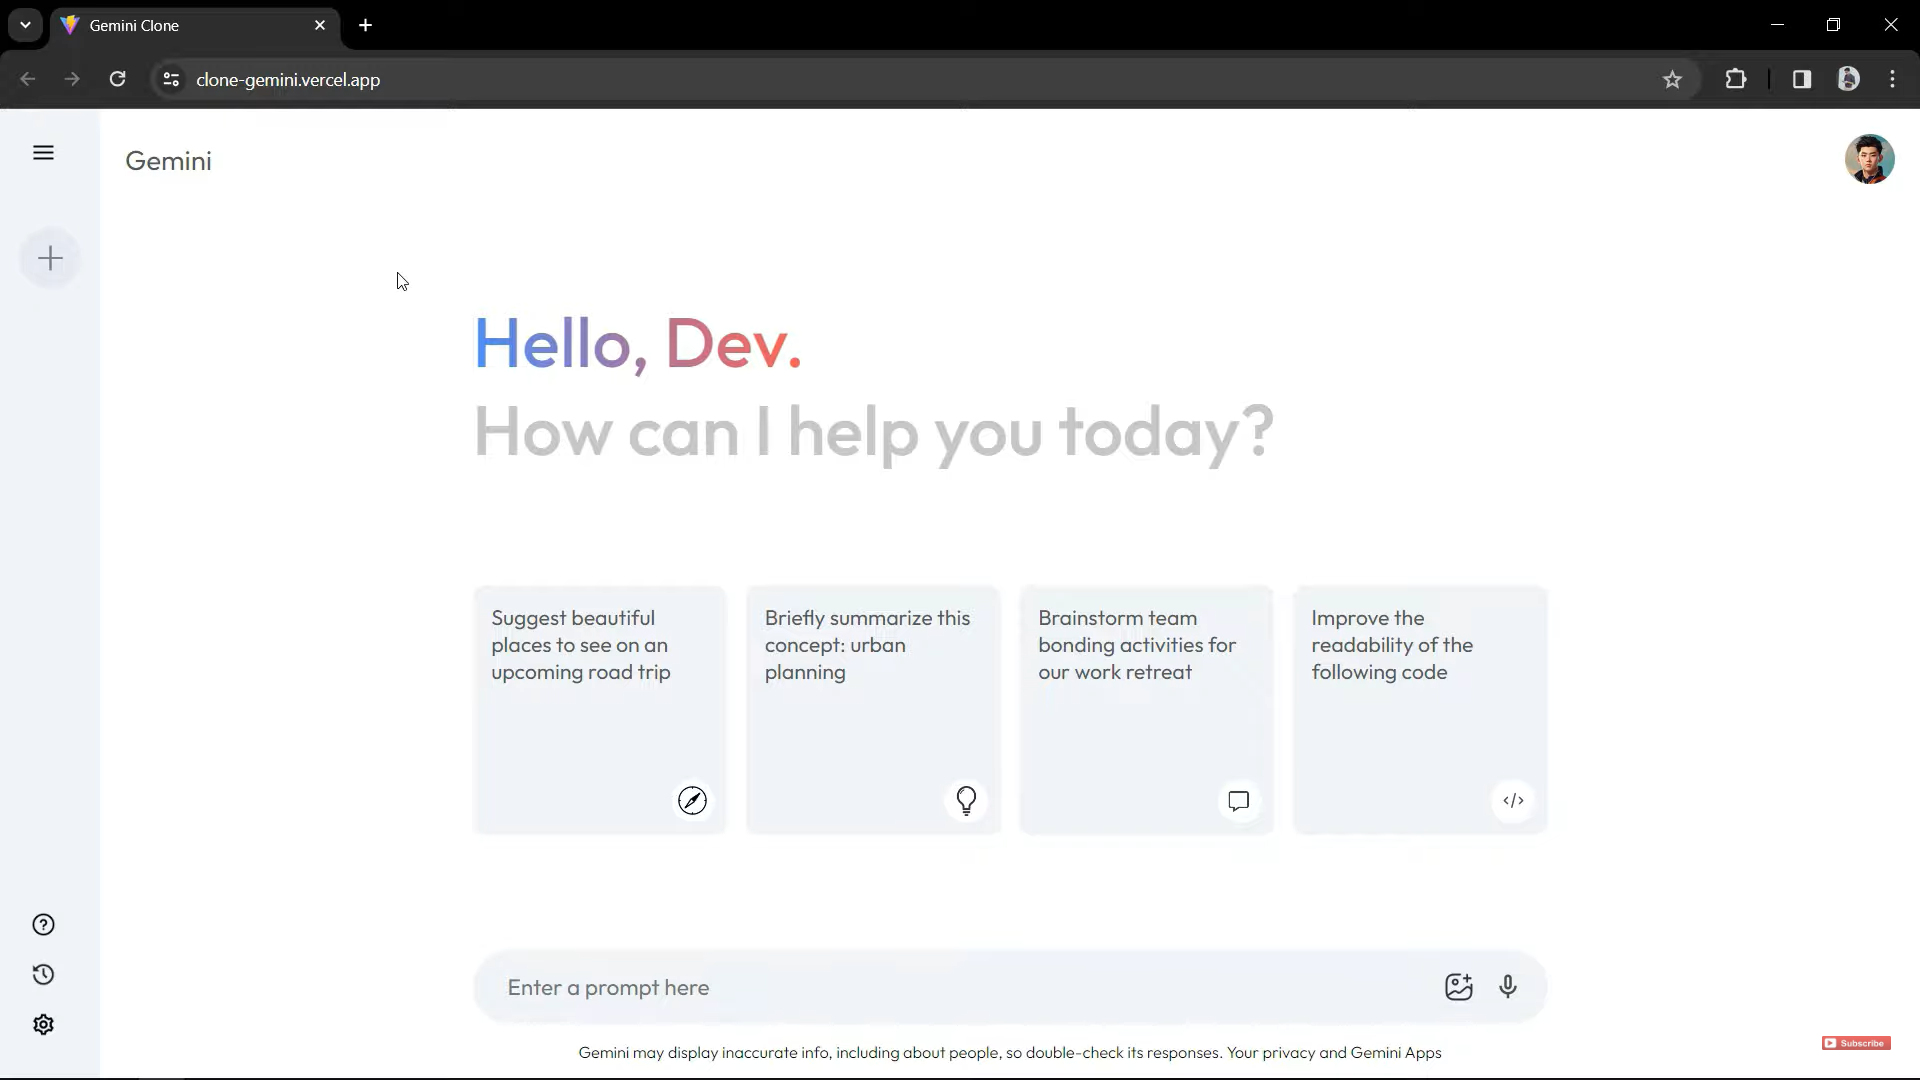 Gemini Clone
clone-gemini.vercel.app
Gemini
Hello, Dev.
How can I help you today?
Suggest beautiful
places to see on an
upcoming road trip
Briefly summarize this
concept: urban
planning
Brainstorm team
bonding activities for
our work retreat
Improve the
readability of the
following code
</>
Enter a prompt here
Gemini may display inaccurate info, including about people, so double-check its responses. Your privacy and Gemini Apps
Subscribe